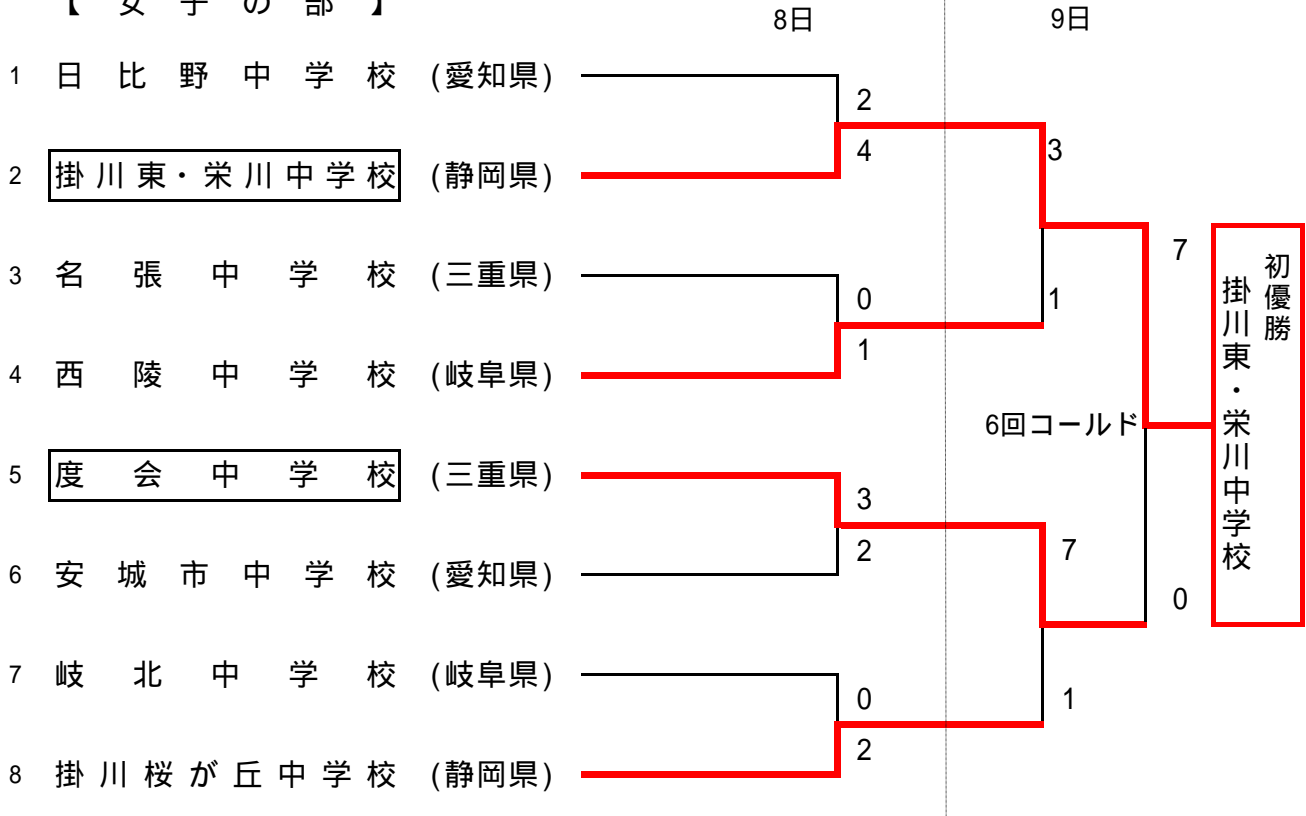 【女子の部】
8日 9日
1 日比野中学校 (愛知県)
2
2 掛川東・栄川中学校 (静岡県)
4
3
3 名張中学校 (三重県)
0
1
4 西陵中学校 (岐阜県)
1
7
初優勝
掛川東・栄川中学校
6回コールド
5 度会中学校 (三重県)
3
6 安城市中学校 (愛知県)
2
7
0
7 岐北中学校 (岐阜県)
0
1
8 掛川桜が丘中学校 (静岡県)
2